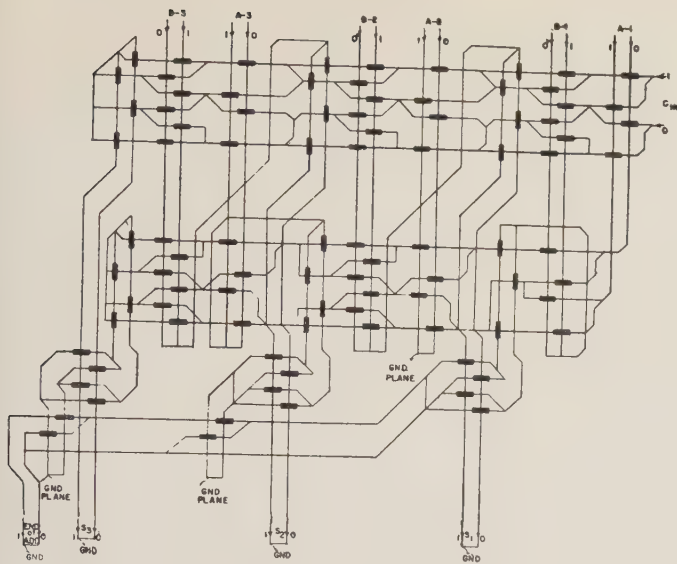 B-3 A-3 B-2 A-2 B-1 A-1
0 1 1 0 0 1 1 0 0 1 1 0
1
0
GND
PLANE
GND
PLANE
GND
PLANE
END
OF
ADD
1 0
GND
1 S3 0
GND
1 S2 0
GND
1 S1 0
GND